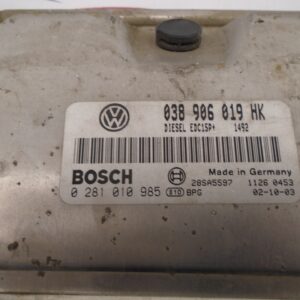 038 906 019 HK
DIESEL EDC15P+ 1492
BOSCH
Made in Germany
0 281 010 985 BPG
28SA5597 1126 0453
02-10-03